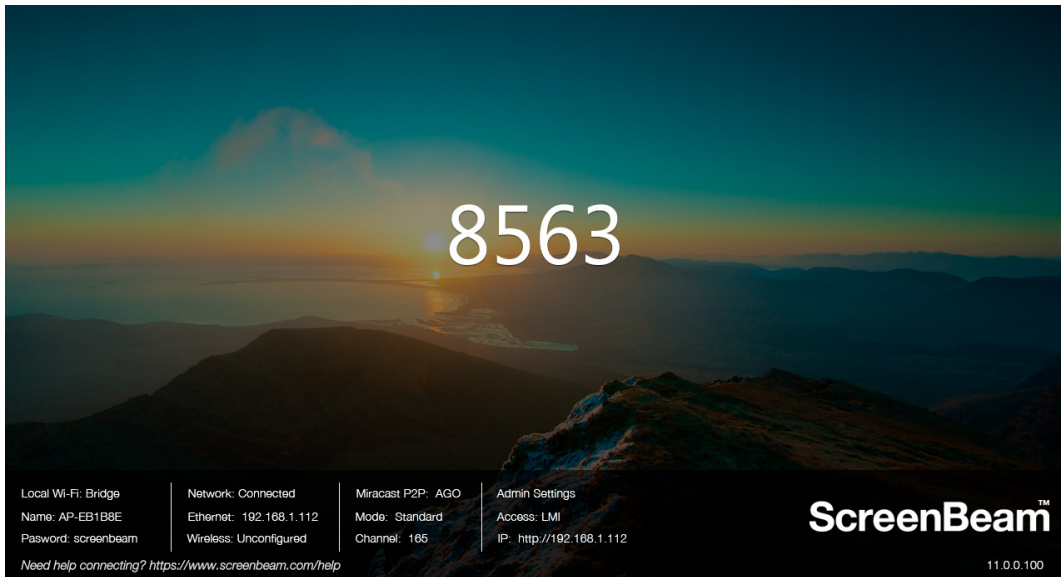 8563
Local Wi-Fi: Bridge
Name: AP-EB1B8E
Pasword: screenbeam
Network: Connected
Ethernet: 192.168.1.112
Wireless: Unconfigured
Miracast P2P: AGO
Mode: Standard
Channel: 165
Admin Settings
Access: LMI
IP: http://192.168.1.112
ScreenBeam™
Need help connecting? https://www.screenbeam.com/help
11.0.0.100